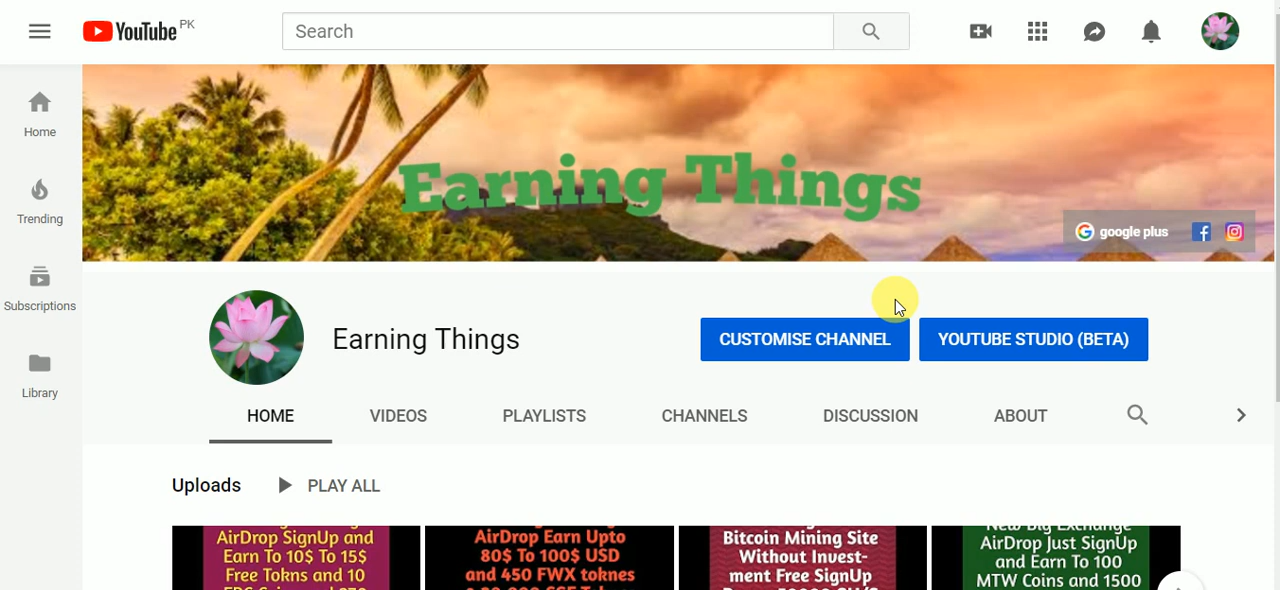 YouTube PK
Search
Home
Trending
Subscriptions
Library
Earning Things
google plus
Earning Things
CUSTOMISE CHANNEL
YOUTUBE STUDIO (BETA)
HOME
VIDEOS
PLAYLISTS
CHANNELS
DISCUSSION
ABOUT
Uploads
PLAY ALL
AirDrop SignUp and
Earn To 10$ To 15$
Free Tokns and 10
AirDrop Earn Upto
80$ To 100$ USD
and 450 FWX toknes
Bitcoin Mining Site
Without Invest-
ment Free SignUp
New Big Exchange
AirDrop Just SignUp
and Earn To 100
MTW Coins and 1500